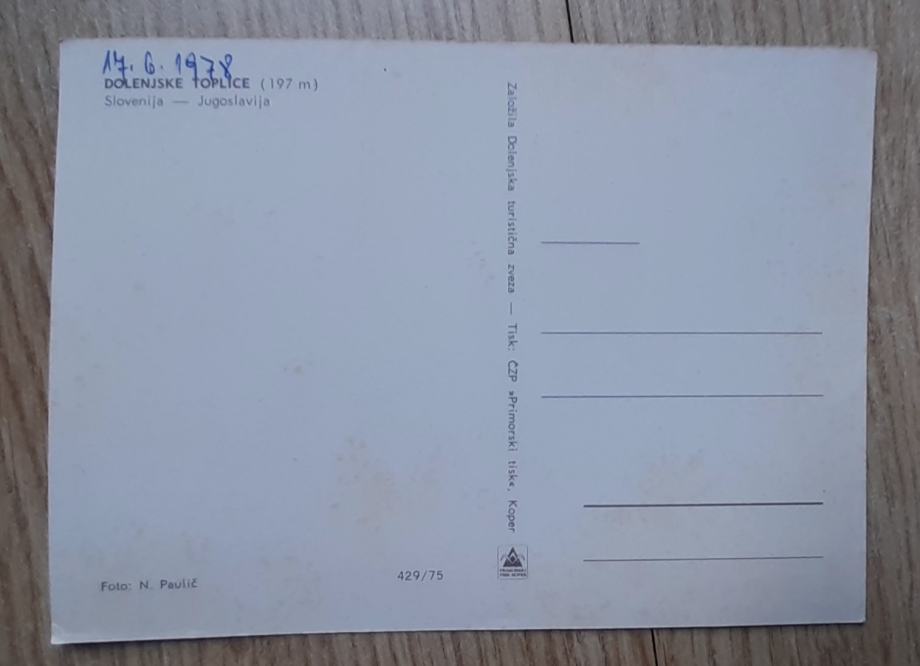 17. 6. 1978
DOLENJSKE TOPLICE (197 m)
Slovenija — Jugoslavija
Založila Dolenjska turistična zveza — Tisk: ČZP »Primorski tisk«, Koper
Foto: N. Pavlič
429/75